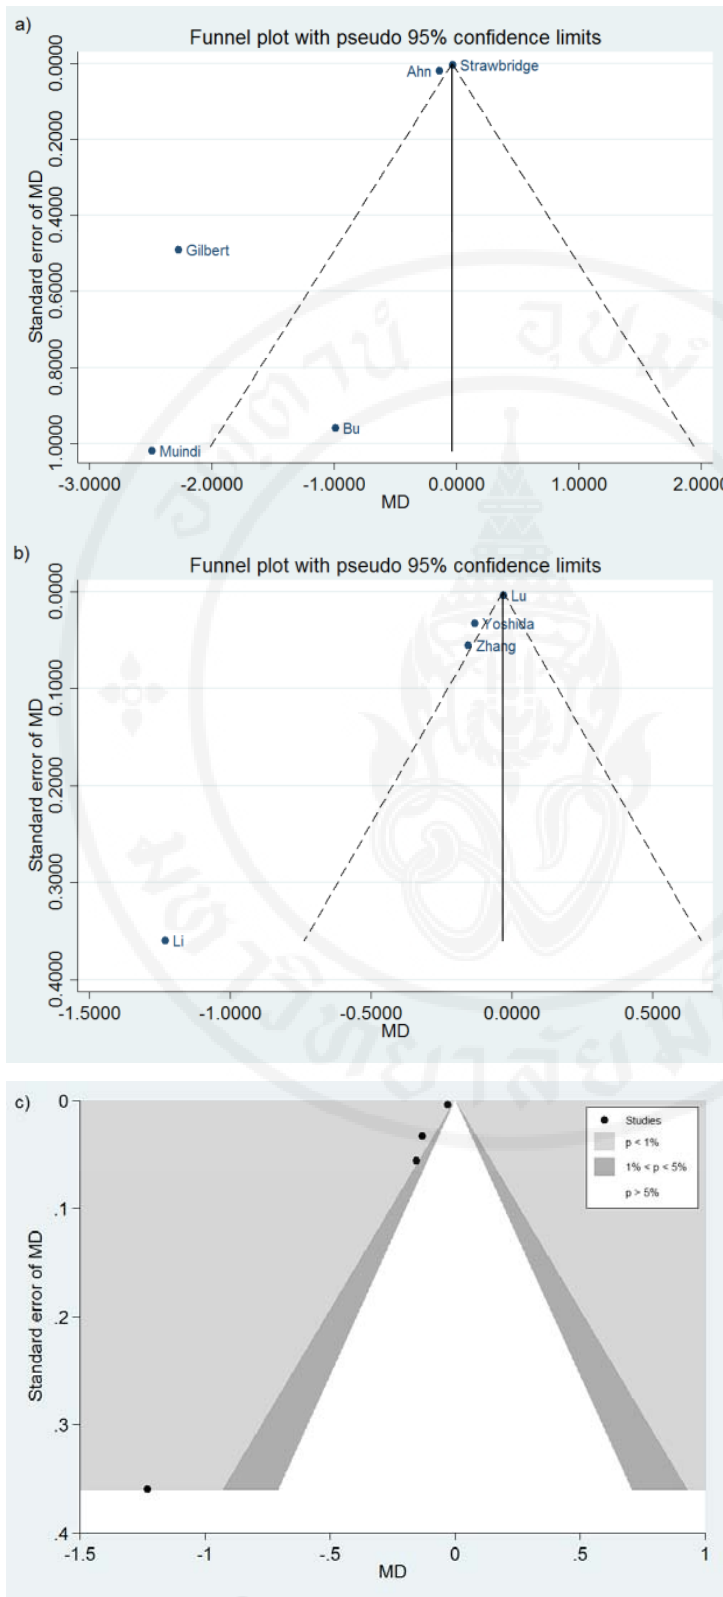 a)
Funnel plot with pseudo 95% confidence limits
Standard error of MD
0.0000
0.2000
0.4000
0.6000
0.8000
1.0000
Ahn
Strawbridge
Gilbert
Bu
Muindi
-3.0000 -2.0000 -1.0000 0.0000 1.0000 2.0000
MD
b)
Funnel plot with pseudo 95% confidence limits
Standard error of MD
0.0000
0.1000
0.2000
0.3000
0.4000
Lu
Yoshida
Zhang
Li
-1.5000 -1.0000 -0.5000 0.0000 0.5000
MD
c)
Standard error of MD
0
.1
.2
.3
.4
Studies
p < 1%
1% < p < 5%
p > 5%
-1.5 -1 -.5 0 .5 1
MD